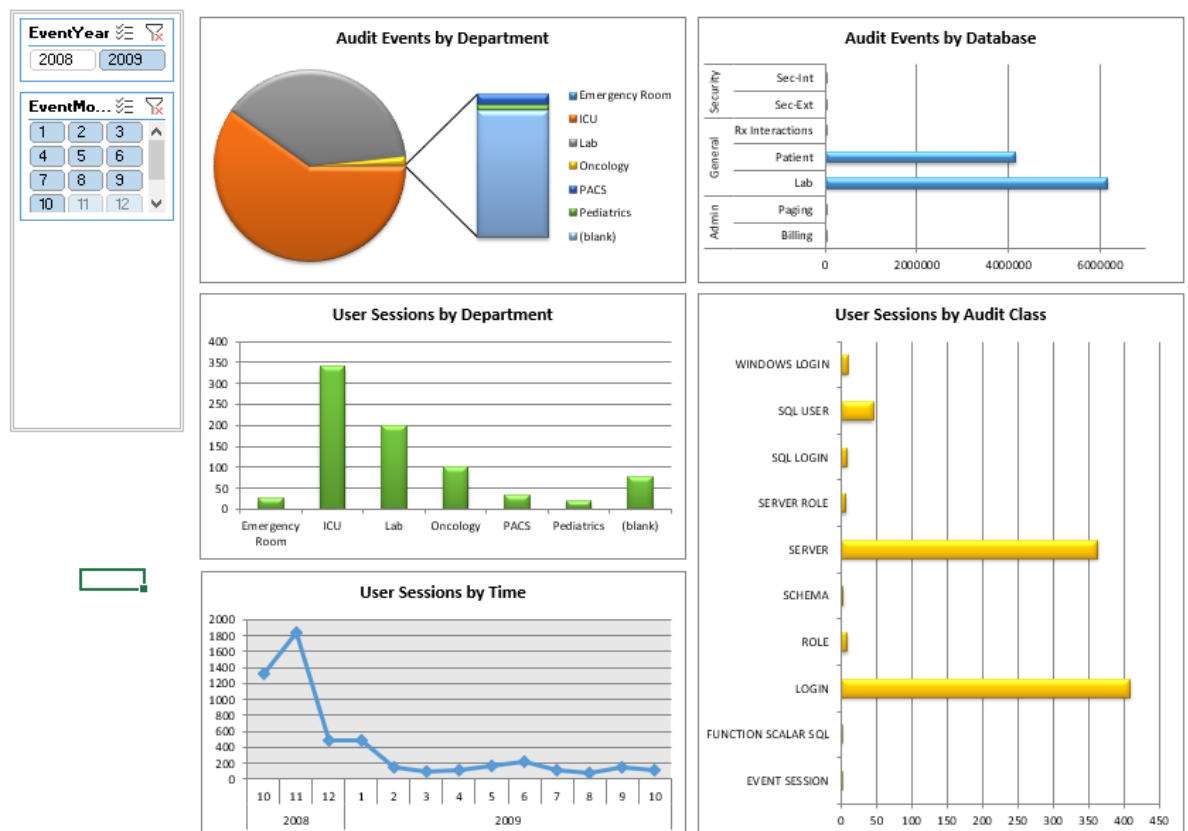 EventYear
2008 2009
EventMo...
1 2 3
4 5 6
7 8 9
10 11 12
Audit Events by Department
Emergency Room
ICU
Lab
Oncology
PACS
Pediatrics
(blank)
Audit Events by Database
Security
Sec-Int
Sec-Ext
General
Rx Interactions
Patient
Lab
Admin
Paging
Billing
0 2000000 4000000 6000000
User Sessions by Department
400
350
300
250
200
150
100
50
0
Emergency Room ICU Lab Oncology PACS Pediatrics (blank)
User Sessions by Time
2000
1800
1600
1400
1200
1000
800
600
400
200
0
10 11 12 1 2 3 4 5 6 7 8 9 10
2008 2009
User Sessions by Audit Class
WINDOWS LOGIN
SQL USER
SQL LOGIN
SERVER ROLE
SERVER
SCHEMA
ROLE
LOGIN
FUNCTION SCALAR SQL
EVENT SESSION
0 50 100 150 200 250 300 350 400 450